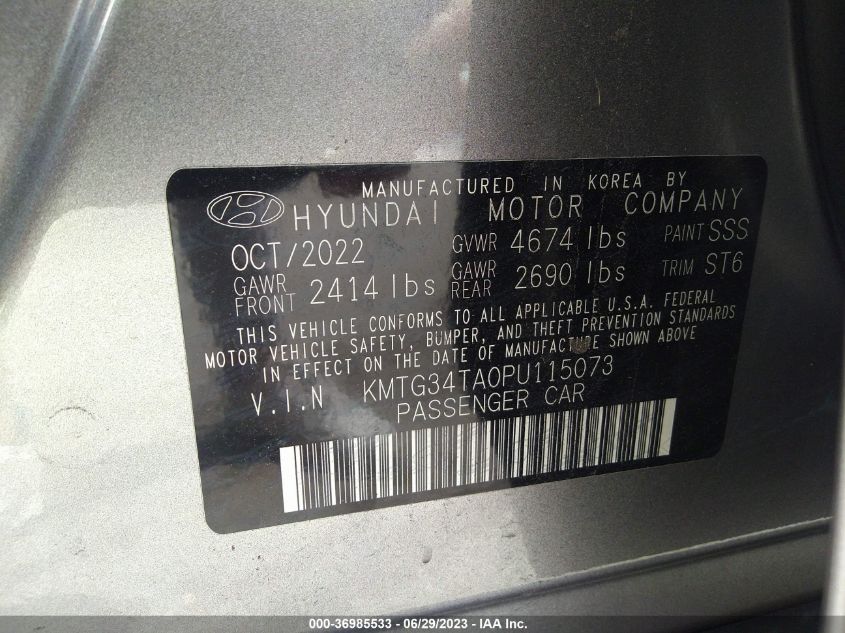 MANUFACTURED IN KOREA BY
HYUNDAI MOTOR COMPANY
OCT/2022 GVWR 4674 lbs PAINT SSS
GAWR FRONT 2414 lbs GAWR REAR 2690 lbs TRIM ST6
THIS VEHICLE CONFORMS TO ALL APPLICABLE U.S.A. FEDERAL
MOTOR VEHICLE SAFETY, BUMPER, AND THEFT PREVENTION STANDARDS
IN EFFECT ON THE DATE OF MANUFACTURE SHOWN ABOVE
V.I.N KMTG34TA0PU115073
PASSENGER CAR
000-36985533 - 06/29/2023 - IAA Inc.